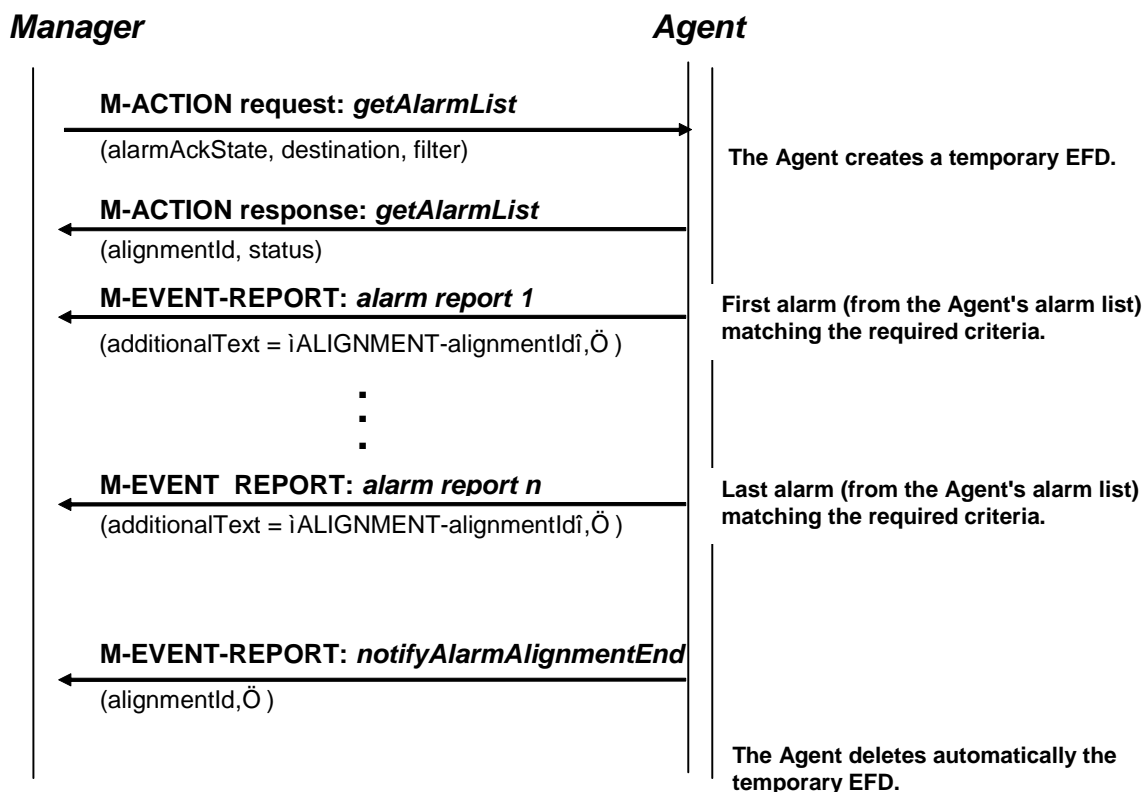 Manager
Agent
M-ACTION request: getAlarmList
(alarmAckState, destination, filter)
The Agent creates a temporary EFD.
M-ACTION response: getAlarmList
(alignmentId, status)
M-EVENT-REPORT: alarm report 1
First alarm (from the Agent's alarm list)
matching the required criteria.
(additionalText = ìALIGNMENT-alignmentIdî,Ö )
M-EVENT REPORT: alarm report n
Last alarm (from the Agent's alarm list)
matching the required criteria.
(additionalText = ìALIGNMENT-alignmentIdî,Ö )
M-EVENT-REPORT: notifyAlarmAlignmentEnd
(alignmentId,Ö )
The Agent deletes automatically the
temporary EFD.